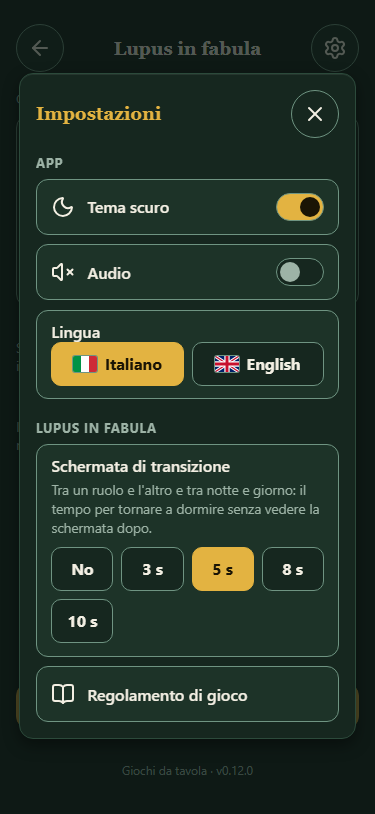 Lupus in fabula
Impostazioni
APP
Tema scuro
Audio
Lingua
Italiano
English
LUPUS IN FABULA
Schermata di transizione
Tra un ruolo e l'altro e tra notte e giorno: il
tempo per tornare a dormire senza vedere la
schermata dopo.
No
3 s
5 s
8 s
10 s
Regolamento di gioco
Giochi da tavola · v0.12.0